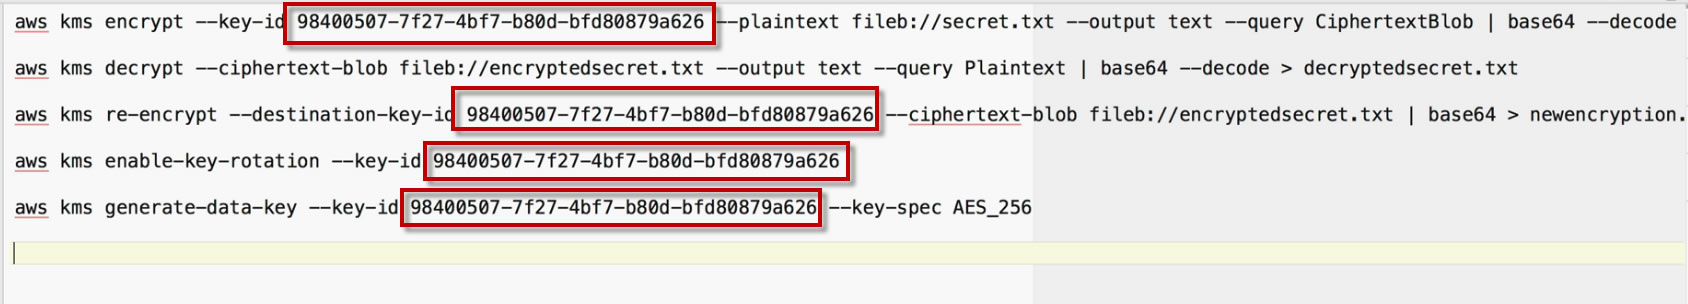 aws kms encrypt --key-id 98400507-7f27-4bf7-b80d-bfd80879a626 --plaintext fileb://secret.txt --output text --query CiphertextBlob | base64 --decode
aws kms decrypt --ciphertext-blob fileb://encryptedsecret.txt --output text --query Plaintext | base64 --decode > decryptedsecret.txt
aws kms re-encrypt --destination-key-id 98400507-7f27-4bf7-b80d-bfd80879a626 --ciphertext-blob fileb://encryptedsecret.txt | base64 > newencryption.
aws kms enable-key-rotation --key-id 98400507-7f27-4bf7-b80d-bfd80879a626
aws kms generate-data-key --key-id 98400507-7f27-4bf7-b80d-bfd80879a626 --key-spec AES_256